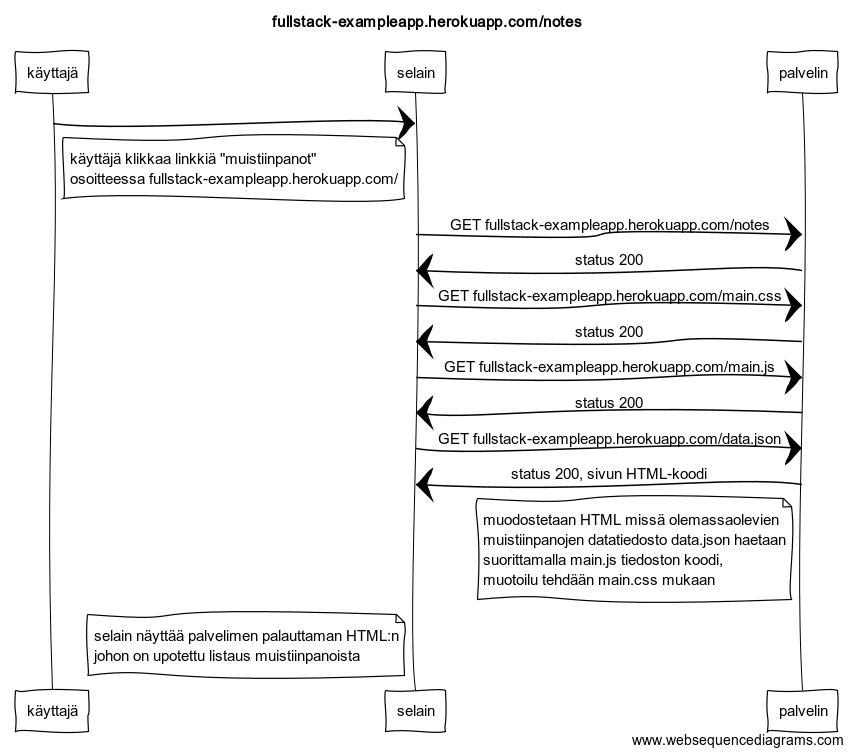 fullstack-exampleapp.herokuapp.com/notes
käyttajä
selain
palvelin
käyttäjä klikkaa linkkiä "muistiinpanot"
osoitteessa fullstack-exampleapp.herokuapp.com/
GET fullstack-exampleapp.herokuapp.com/notes
status 200
GET fullstack-exampleapp.herokuapp.com/main.css
status 200
GET fullstack-exampleapp.herokuapp.com/main.js
status 200
GET fullstack-exampleapp.herokuapp.com/data.json
status 200, sivun HTML-koodi
muodostetaan HTML missä olemassaolevien
muistiinpanojen datatiedosto data.json haetaan
suorittamalla main.js tiedoston koodi,
muotoilu tehdään main.css mukaan
selain näyttää palvelimen palauttaman HTML:n
johon on upotettu listaus muistiinpanoista
käyttajä
selain
palvelin
www.websequencediagrams.com